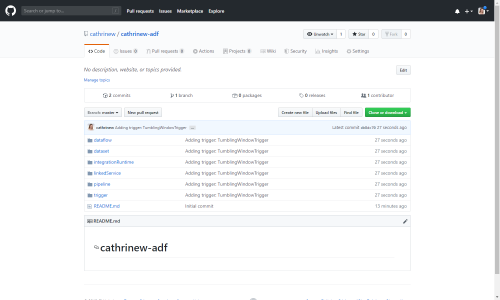 Search or jump to...
Pull requests Issues Marketplace Explore
cathrinew / cathrinew-adf
Unwatch 1 Star 0 Fork 0
Code Issues 0 Pull requests 0 Actions Projects 0 Wiki Security Insights Settings
No description, website, or topics provided.
Edit
Manage topics
2 commits 1 branch 0 packages 0 releases 1 contributor
Branch: master New pull request Create new file Upload files Find file Clone or download
cathrinew Adding trigger: TumblingWindowTrigger
Latest commit 27 seconds ago
dataflow Adding trigger: TumblingWindowTrigger 27 seconds ago
dataset Adding trigger: TumblingWindowTrigger 27 seconds ago
integrationRuntime Adding trigger: TumblingWindowTrigger 27 seconds ago
linkedService Adding trigger: TumblingWindowTrigger 27 seconds ago
pipeline Adding trigger: TumblingWindowTrigger 27 seconds ago
trigger Adding trigger: TumblingWindowTrigger 27 seconds ago
README.md Initial commit 13 minutes ago
README.md
cathrinew-adf